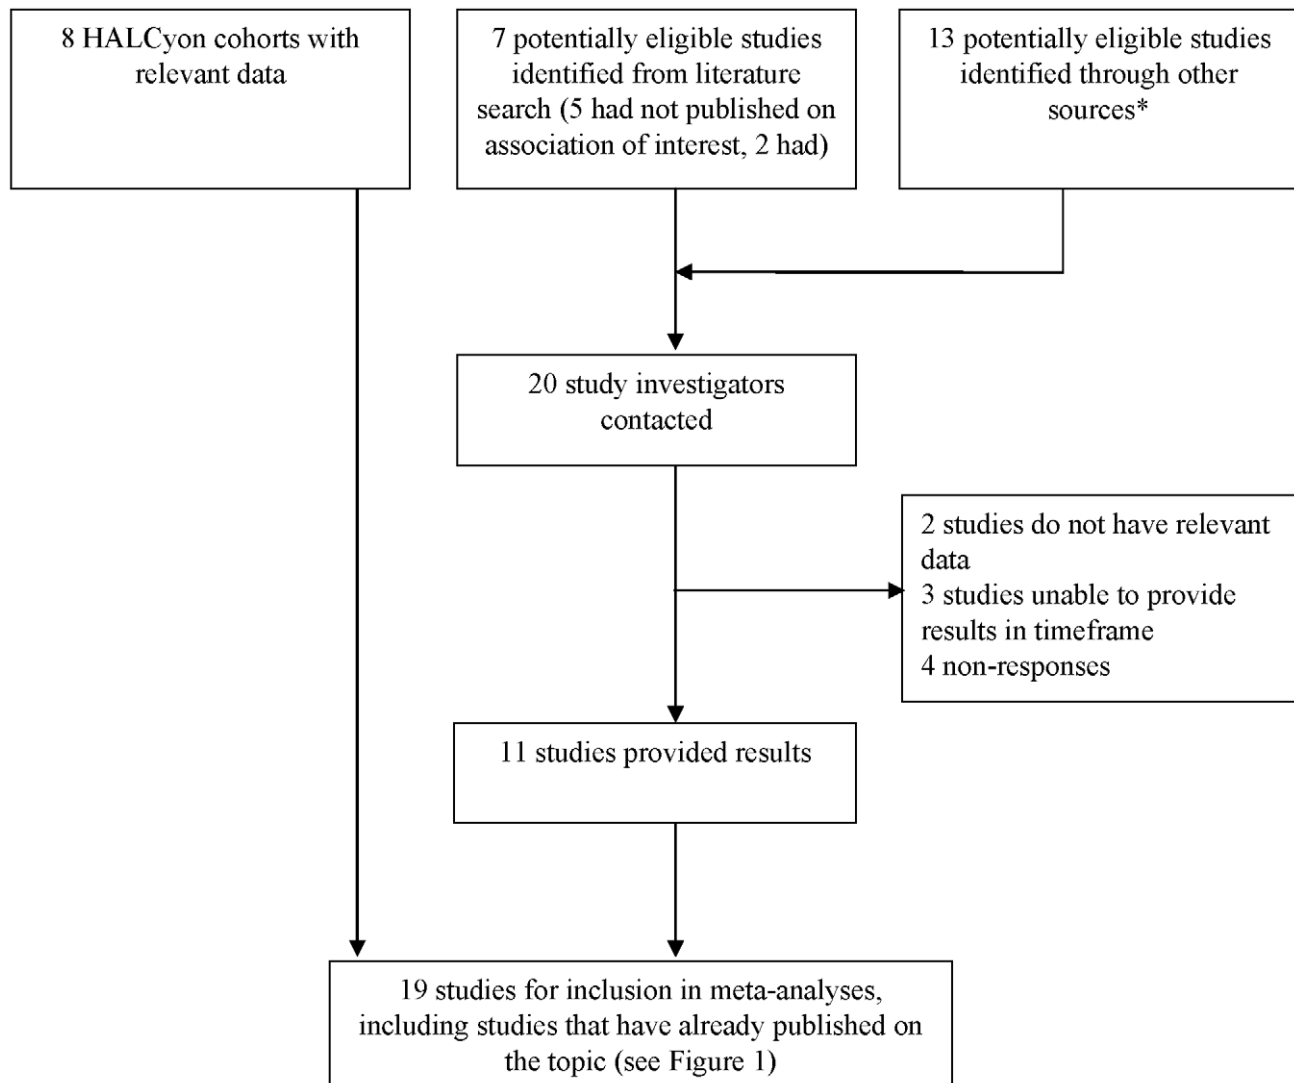 8 HALCyon cohorts with
relevant data
7 potentially eligible studies
identified from literature
search (5 had not published on
association of interest, 2 had)
13 potentially eligible studies
identified through other
sources*
20 study investigators
contacted
2 studies do not have relevant
data
3 studies unable to provide
results in timeframe
4 non-responses
11 studies provided results
19 studies for inclusion in meta-analyses,
including studies that have already published on
the topic (see Figure 1)